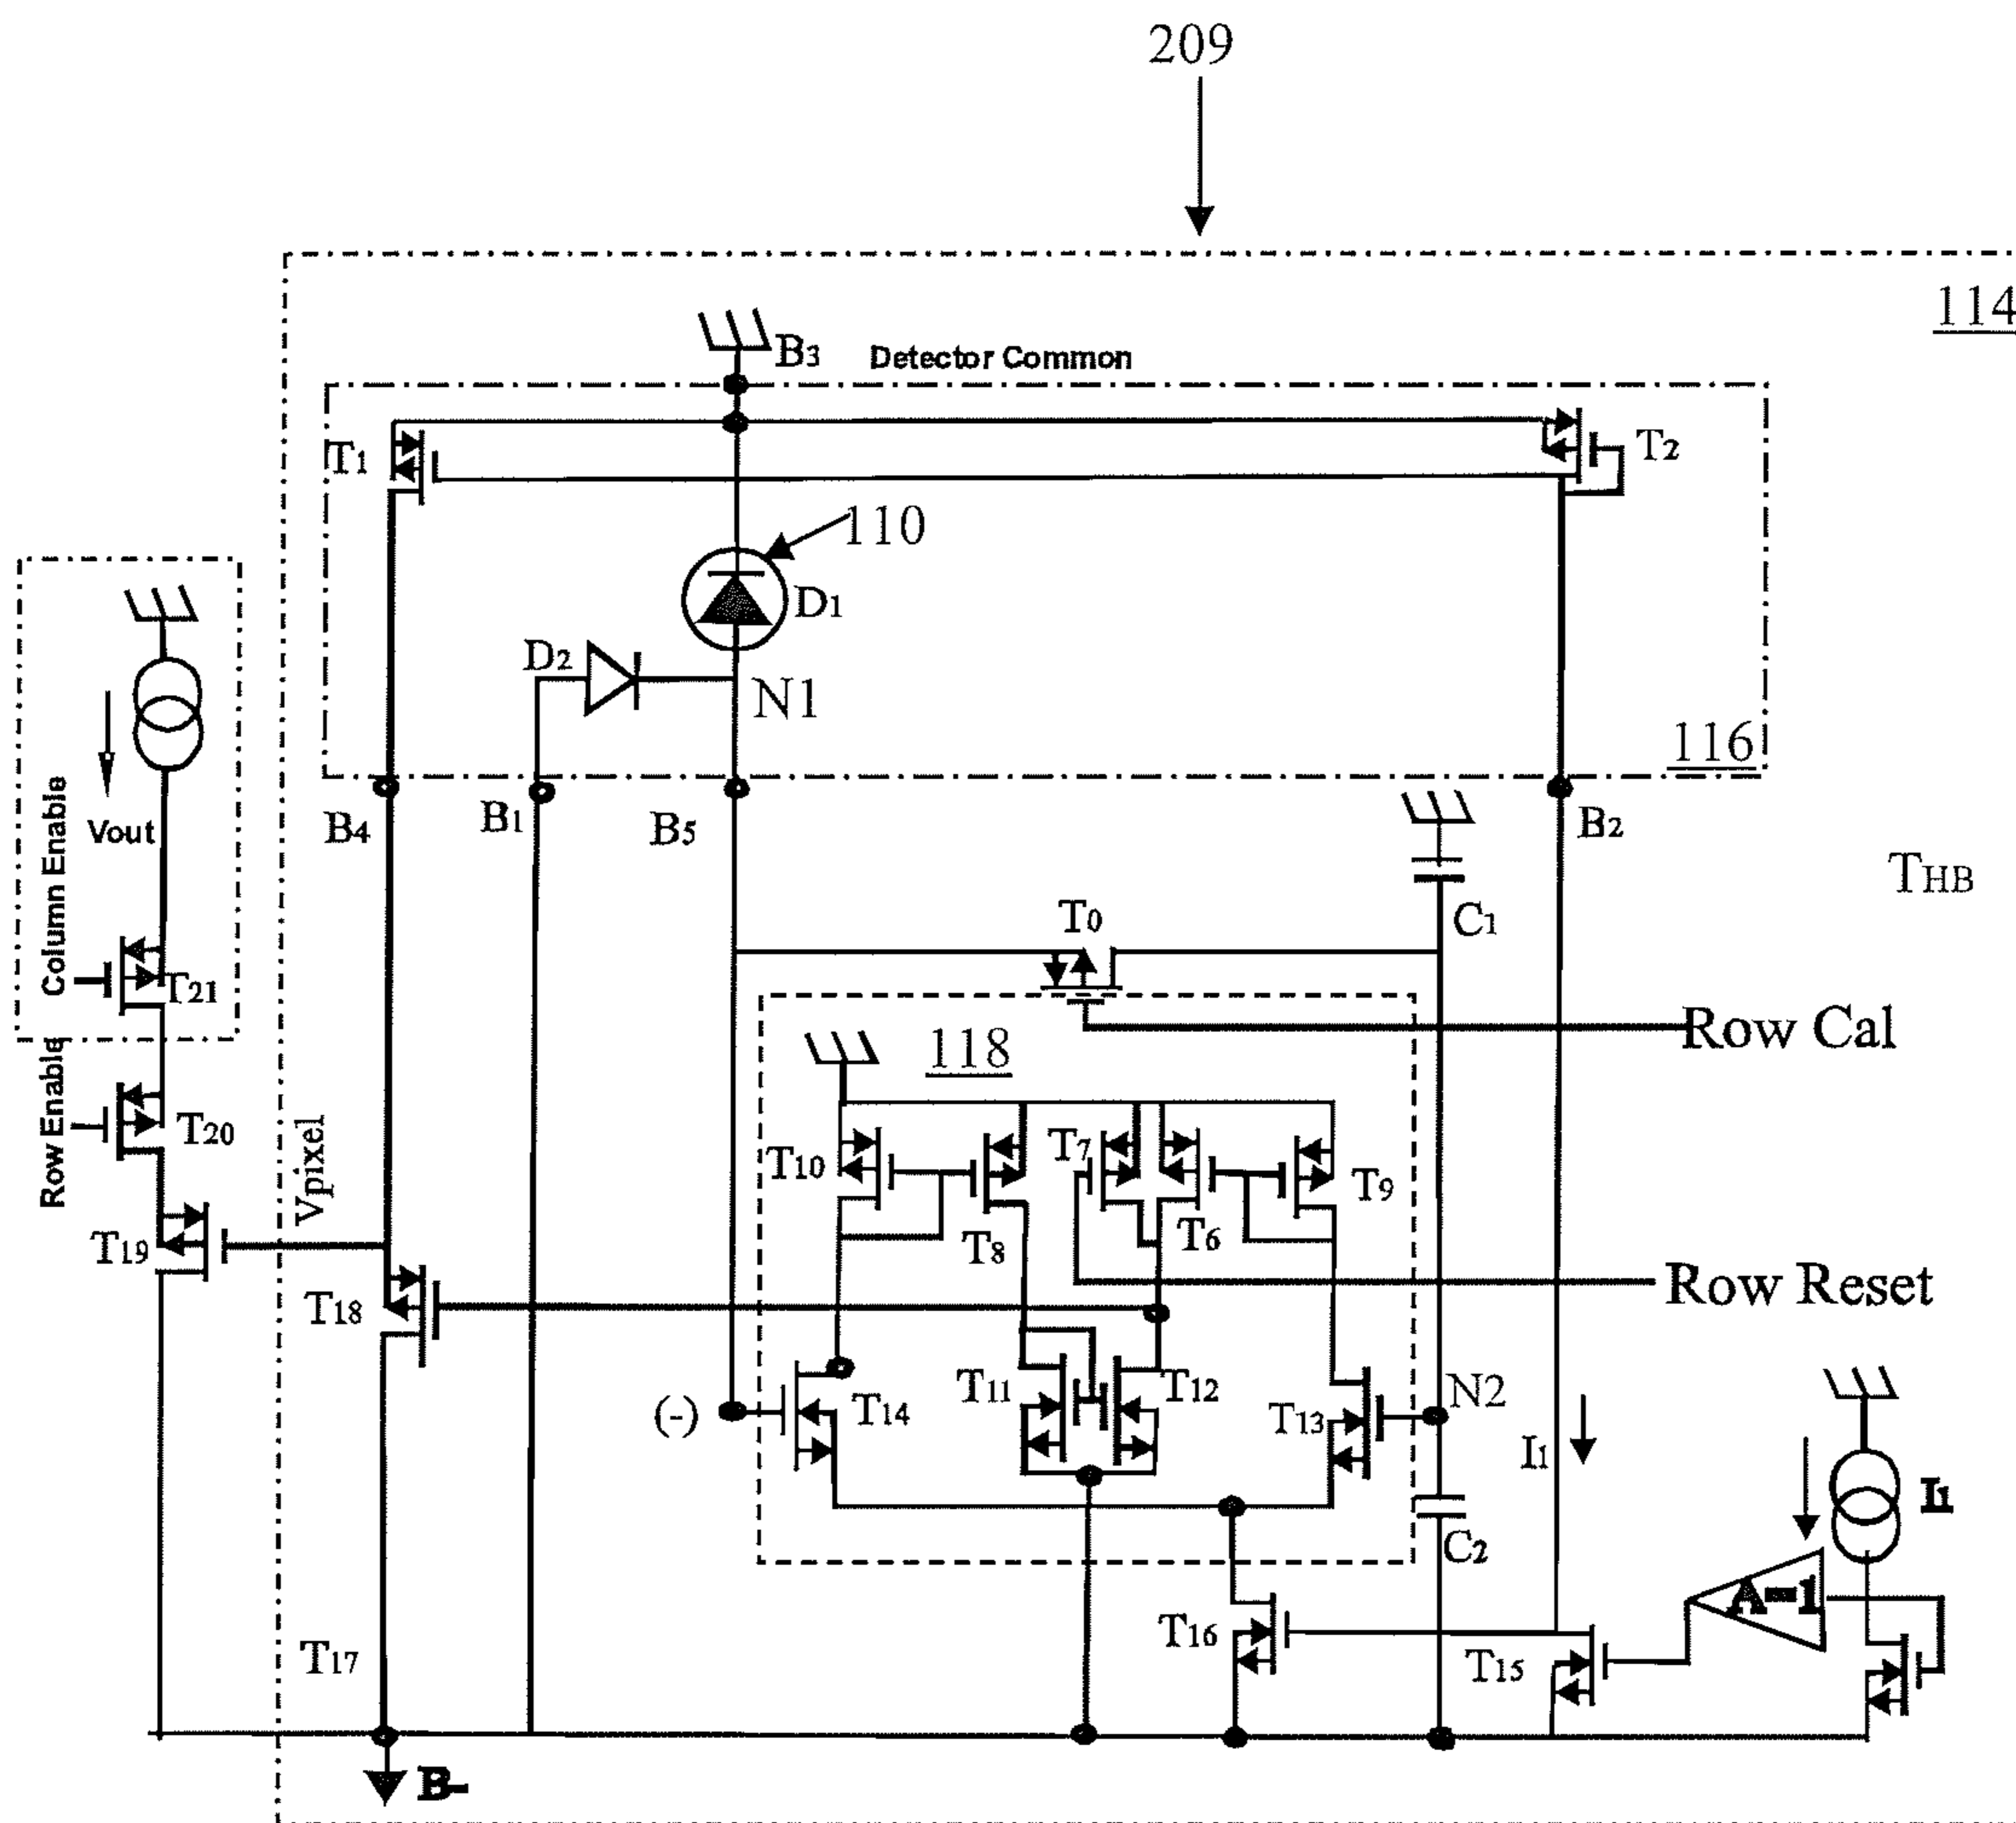 209
114
B3 Detector Common
T1
T2
110
D1
D2
N1
116
Column Enable
Vout
B4
B1
B5
B2
THB
C1
T0
T21
Row Cal
118
Row Enable
T20
Vpixel
T10
T7
T9
T19
T8
T6
Row Reset
T18
(-)
T14
T11
T12
T13
N2
I1
I1
C2
A=1
T16
T15
T17
B-